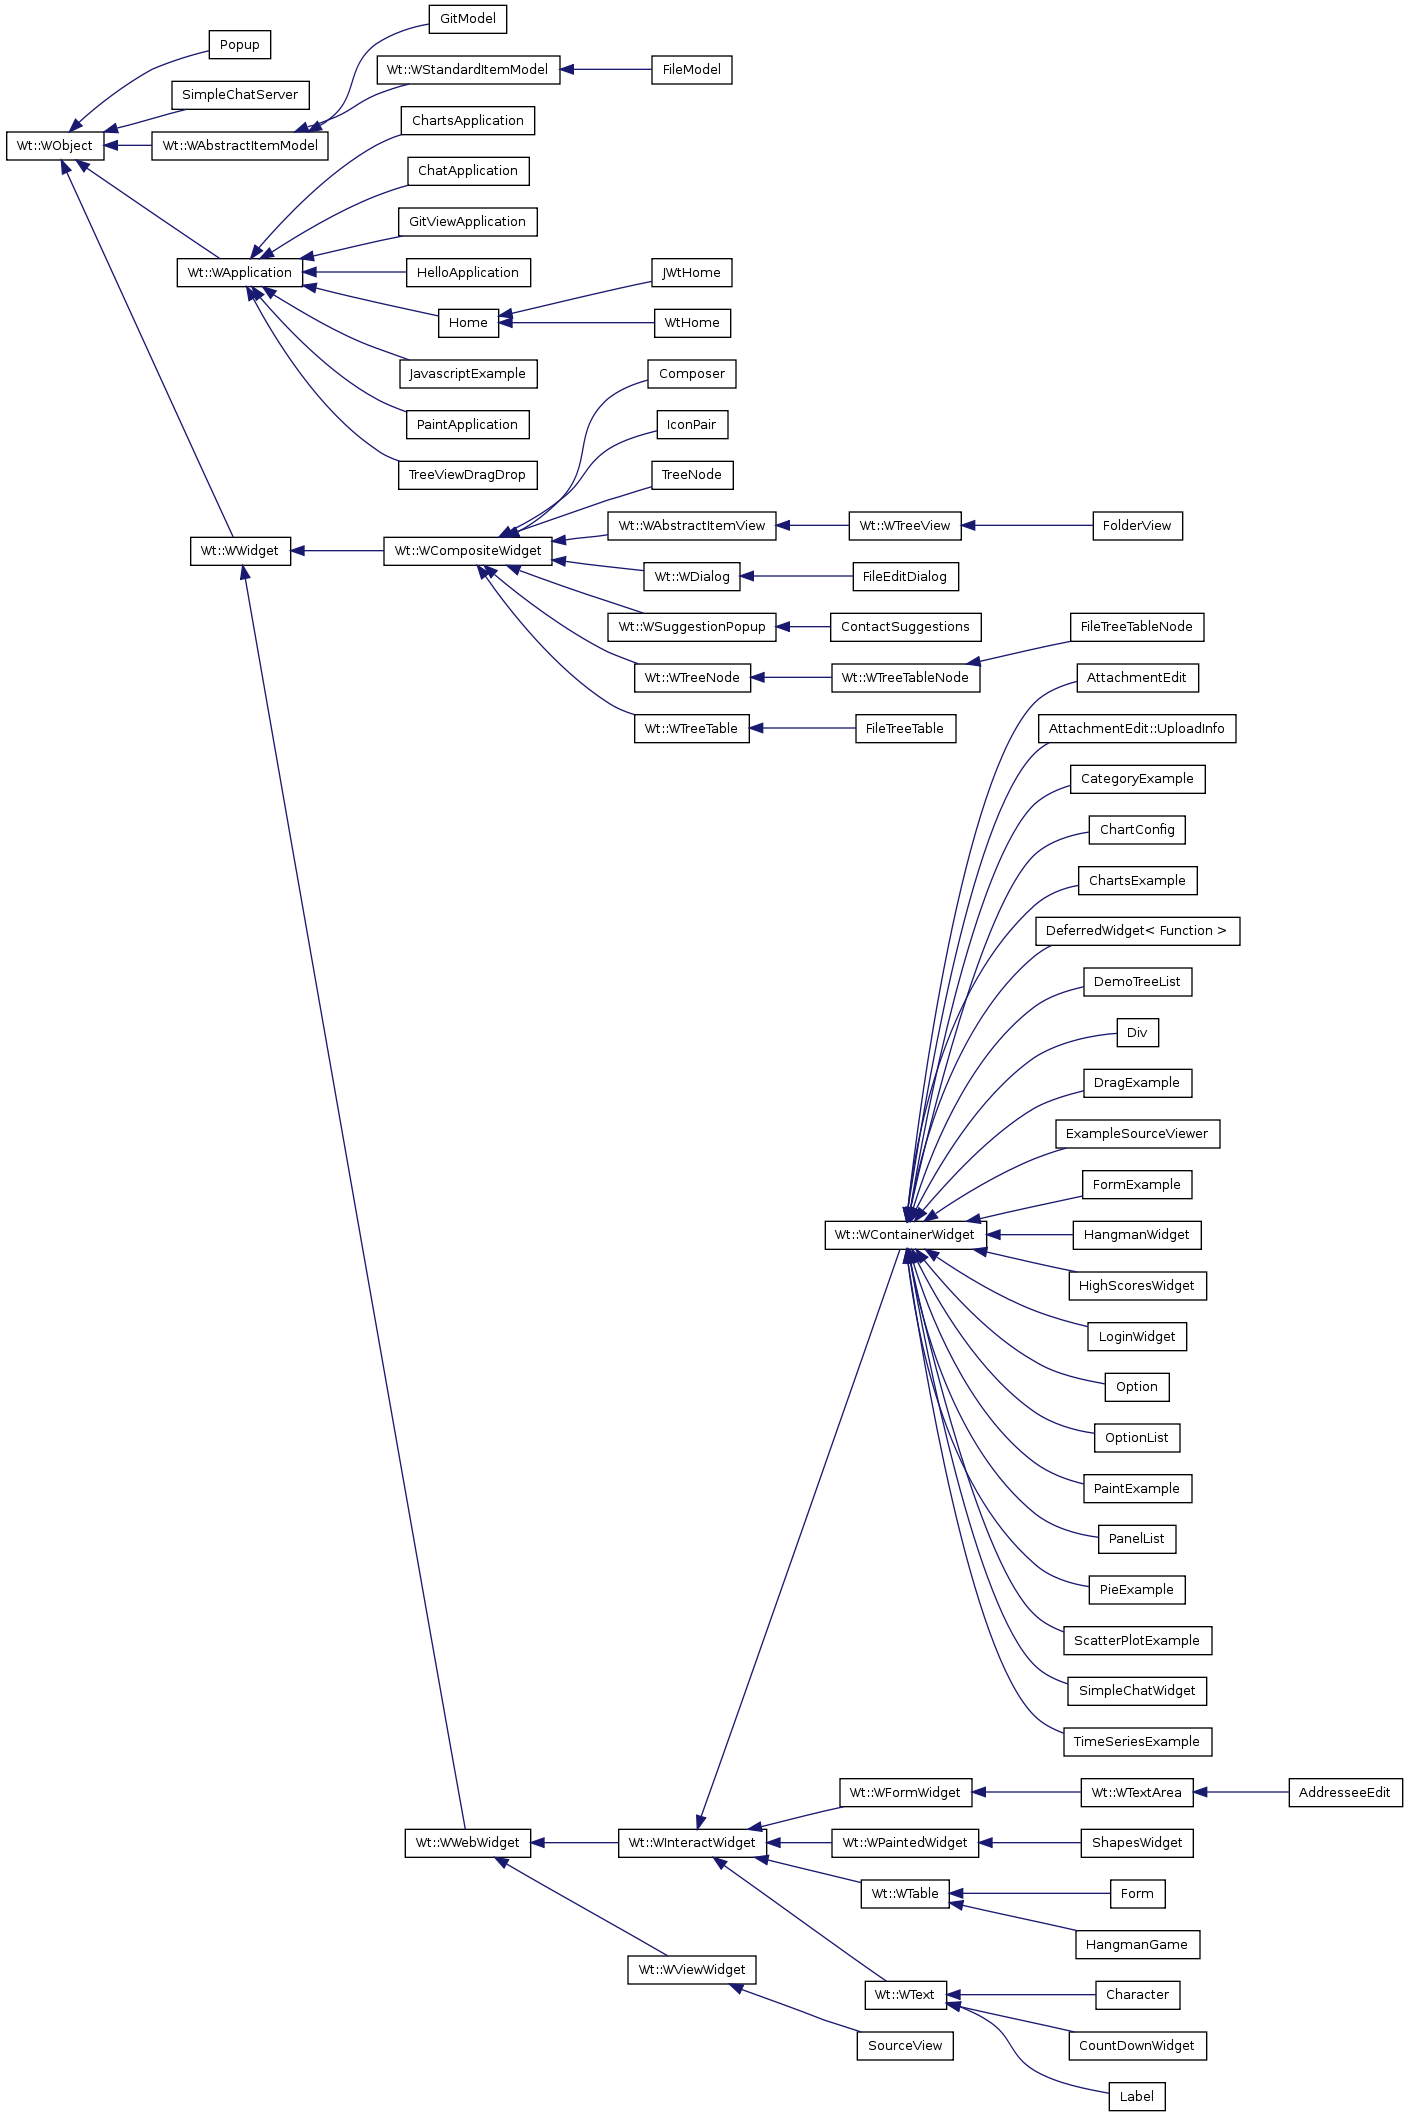 GitModel
Popup
Wt::WStandardItemModel
FileModel
SimpleChatServer
ChartsApplication
Wt::WObject
Wt::WAbstractItemModel
ChatApplication
GitViewApplication
Wt::WApplication
HelloApplication
JWtHome
Home
WtHome
JavascriptExample
Composer
PaintApplication
IconPair
TreeViewDragDrop
TreeNode
Wt::WAbstractItemView
Wt::WTreeView
FolderView
Wt::WWidget
Wt::WCompositeWidget
Wt::WDialog
FileEditDialog
Wt::WSuggestionPopup
ContactSuggestions
FileTreeTableNode
Wt::WTreeNode
Wt::WTreeTableNode
AttachmentEdit
Wt::WTreeTable
FileTreeTable
AttachmentEdit::UploadInfo
CategoryExample
ChartConfig
ChartsExample
DeferredWidget< Function >
DemoTreeList
Div
DragExample
ExampleSourceViewer
FormExample
Wt::WContainerWidget
HangmanWidget
HighScoresWidget
LoginWidget
Option
OptionList
PaintExample
PanelList
PieExample
ScatterPlotExample
SimpleChatWidget
TimeSeriesExample
Wt::WFormWidget
Wt::WTextArea
AddresseeEdit
Wt::WWebWidget
Wt::WInteractWidget
Wt::WPaintedWidget
ShapesWidget
Wt::WTable
Form
HangmanGame
Wt::WViewWidget
Wt::WText
Character
SourceView
CountDownWidget
Label